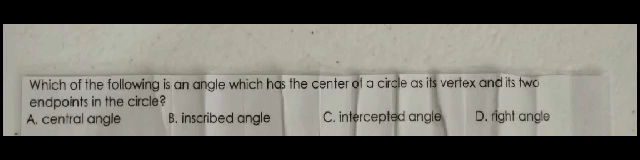 Which of the following is an angle which has the center of a circle as its vertex and its two
endpoints in the circle?
A. central angle B. inscribed angle C. intercepted angle D. right angle